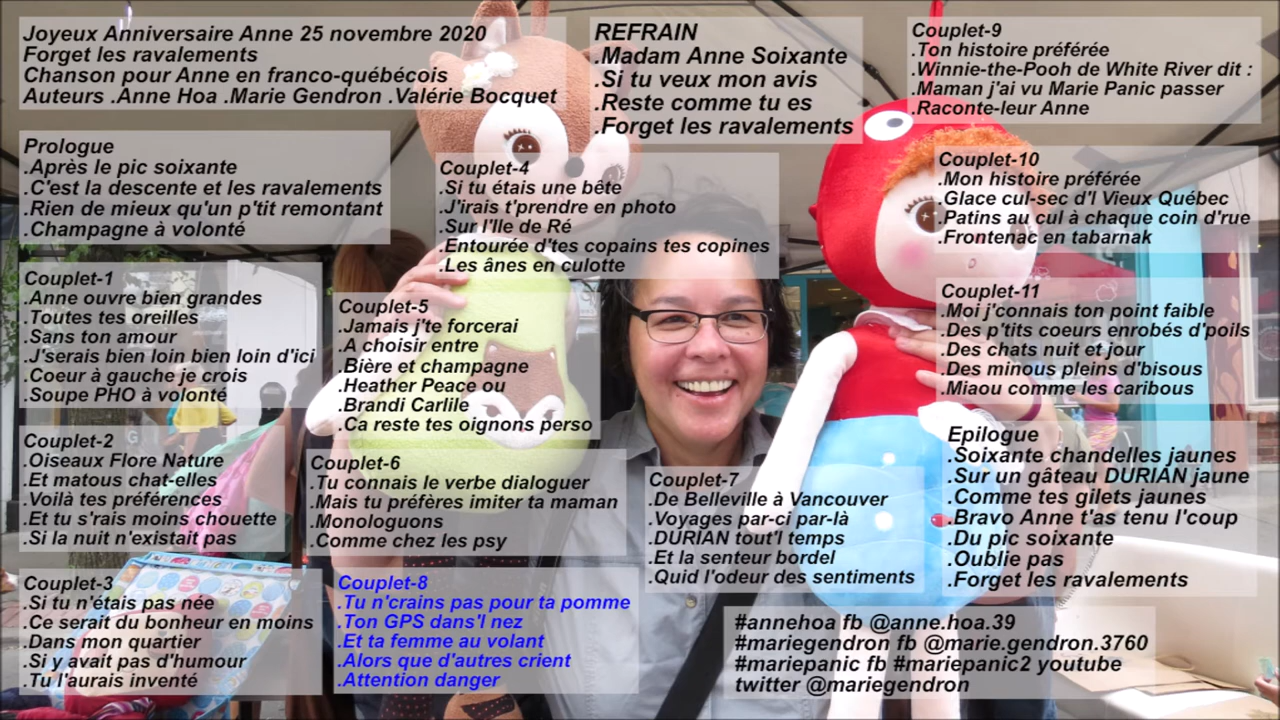 Joyeux Anniversaire Anne 25 novembre 2020
Forget les ravalements
Chanson pour Anne en franco-québécois
Auteurs .Anne Hoa .Marie Gendron .Valérie Bocquet
Prologue
.Après le pic soixante
.C'est la descente et les ravalements
.Rien de mieux qu'un p'tit remontant
.Champagne à volonté
Couplet-1
.Anne ouvre bien grandes
.Toutes tes oreilles
.Sans ton amour
.J'serais bien loin bien loin d'ici
.Coeur à gauche je crois
.Soupe PHO à volonté
Couplet-2
.Oiseaux Flore Nature
.Et matous chat-elles
.Voilà tes préférences
.Et tu s'rais moins chouette
.Si la nuit n'existait pas
Couplet-3
.Si tu n'étais pas née
.Ce serait du bonheur en moins
.Dans mon quartier
.Si y avait pas d'humour
.Tu l'aurais inventé
REFRAIN
.Madam Anne Soixante
.Si tu veux mon avis
.Reste comme tu es
.Forget les ravalements
Couplet-4
.Si tu étais une bête
.J'irais t'prendre en photo
.Sur l'Ile de Ré
.Entourée d'tes copains tes copines
.Les ânes en culotte
Couplet-5
.Jamais j'te forcerai
.A choisir entre
.Bière et champagne
.Heather Peace ou
.Brandi Carlile
.Ca reste tes oignons perso
Couplet-6
.Tu connais le verbe dialoguer
.Mais tu préfères imiter ta maman
.Monologuons
.Comme chez les psy
Couplet-7
.De Belleville à Vancouver
.Voyages par-ci par-là
.DURIAN tout'l temps
.Et la senteur bordel
.Quid l'odeur des sentiments
Couplet-8
.Tu n'crains pas pour ta pomme
.Ton GPS dans'l nez
.Et ta femme au volant
.Alors que d'autres crient
.Attention danger
Couplet-9
.Ton histoire préférée
.Winnie-the-Pooh de White River dit :
.Maman j'ai vu Marie Panic passer
.Raconte-leur Anne
Couplet-10
.Mon histoire préférée
.Glace cul-sec d'l Vieux Québec
.Patins au cul à chaque coin d'rue
.Frontenac en tabarnak
Couplet-11
.Moi j'connais ton point faible
.Des p'tits coeurs enrobés d'poils
.Des chats nuit et jour
.Des minous pleins d'bisous
.Miaou comme les caribous
Epilogue
.Soixante chandelles jaunes
.Sur un gâteau DURIAN jaune
.Comme tes gilets jaunes
.Bravo Anne t'as tenu l'coup
.Du pic soixante
.Oublie pas
.Forget les ravalements
#annehoa fb @anne.hoa.39
#mariegendron fb @marie.gendron.3760
#mariepanic fb #mariepanic2 youtube
twitter @mariegendron